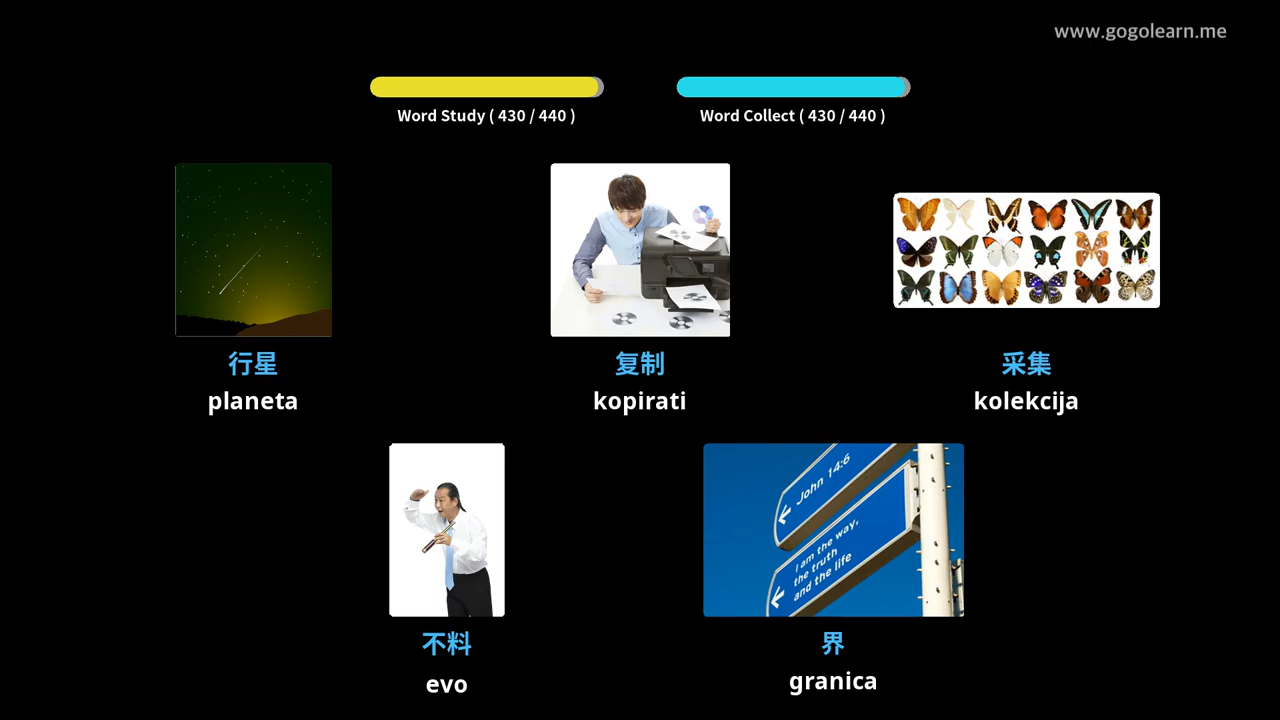 www.gogolearn.me
Word Study ( 430 / 440 )
Word Collect ( 430 / 440 )
行星
planeta
复制
kopirati
采集
kolekcija
John 14:6
I am the way,
the truth
and the life
不料
evo
界
granica